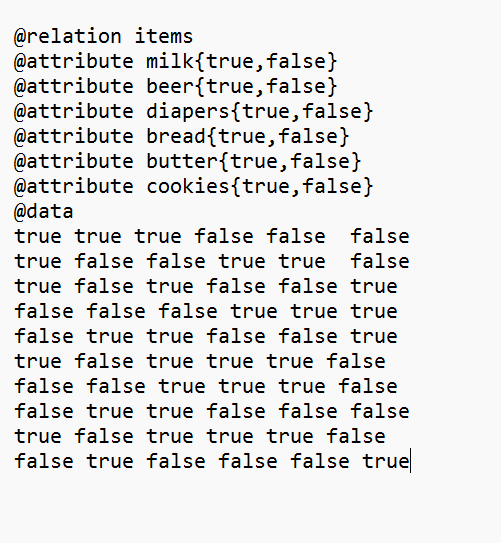 @relation items
@attribute milk{true,false}
@attribute beer{true,false}
@attribute diapers{true,false}
@attribute bread{true,false}
@attribute butter{true,false}
@attribute cookies{true,false}
@data
true true true false false  false
true false false true true  false
true false true false false true
false false false true true true
false true true false false true
true false true true true false
false false true true true false
false true true false false false
true false true true true false
false true false false false true